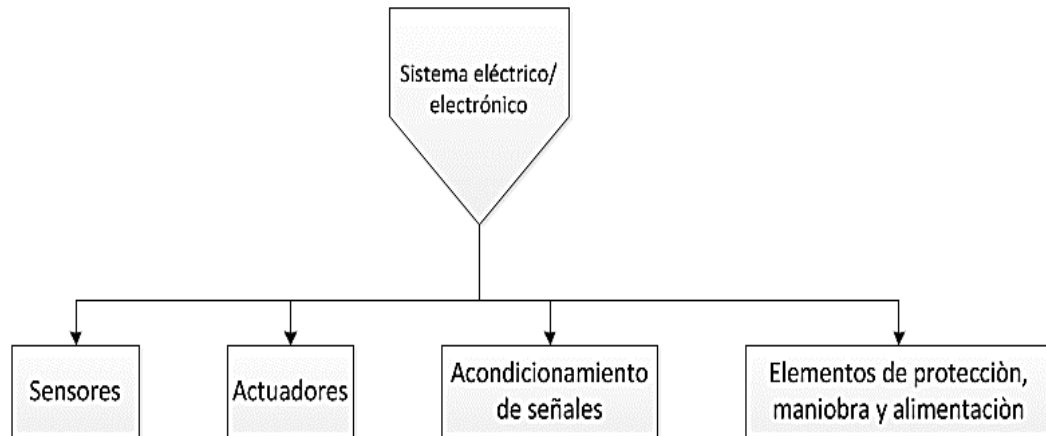 Sistema eléctrico/
electrónico
Sensores
Actuadores
Acondicionamiento
de señales
Elementos de protecciòn,
maniobra y alimentaciòn